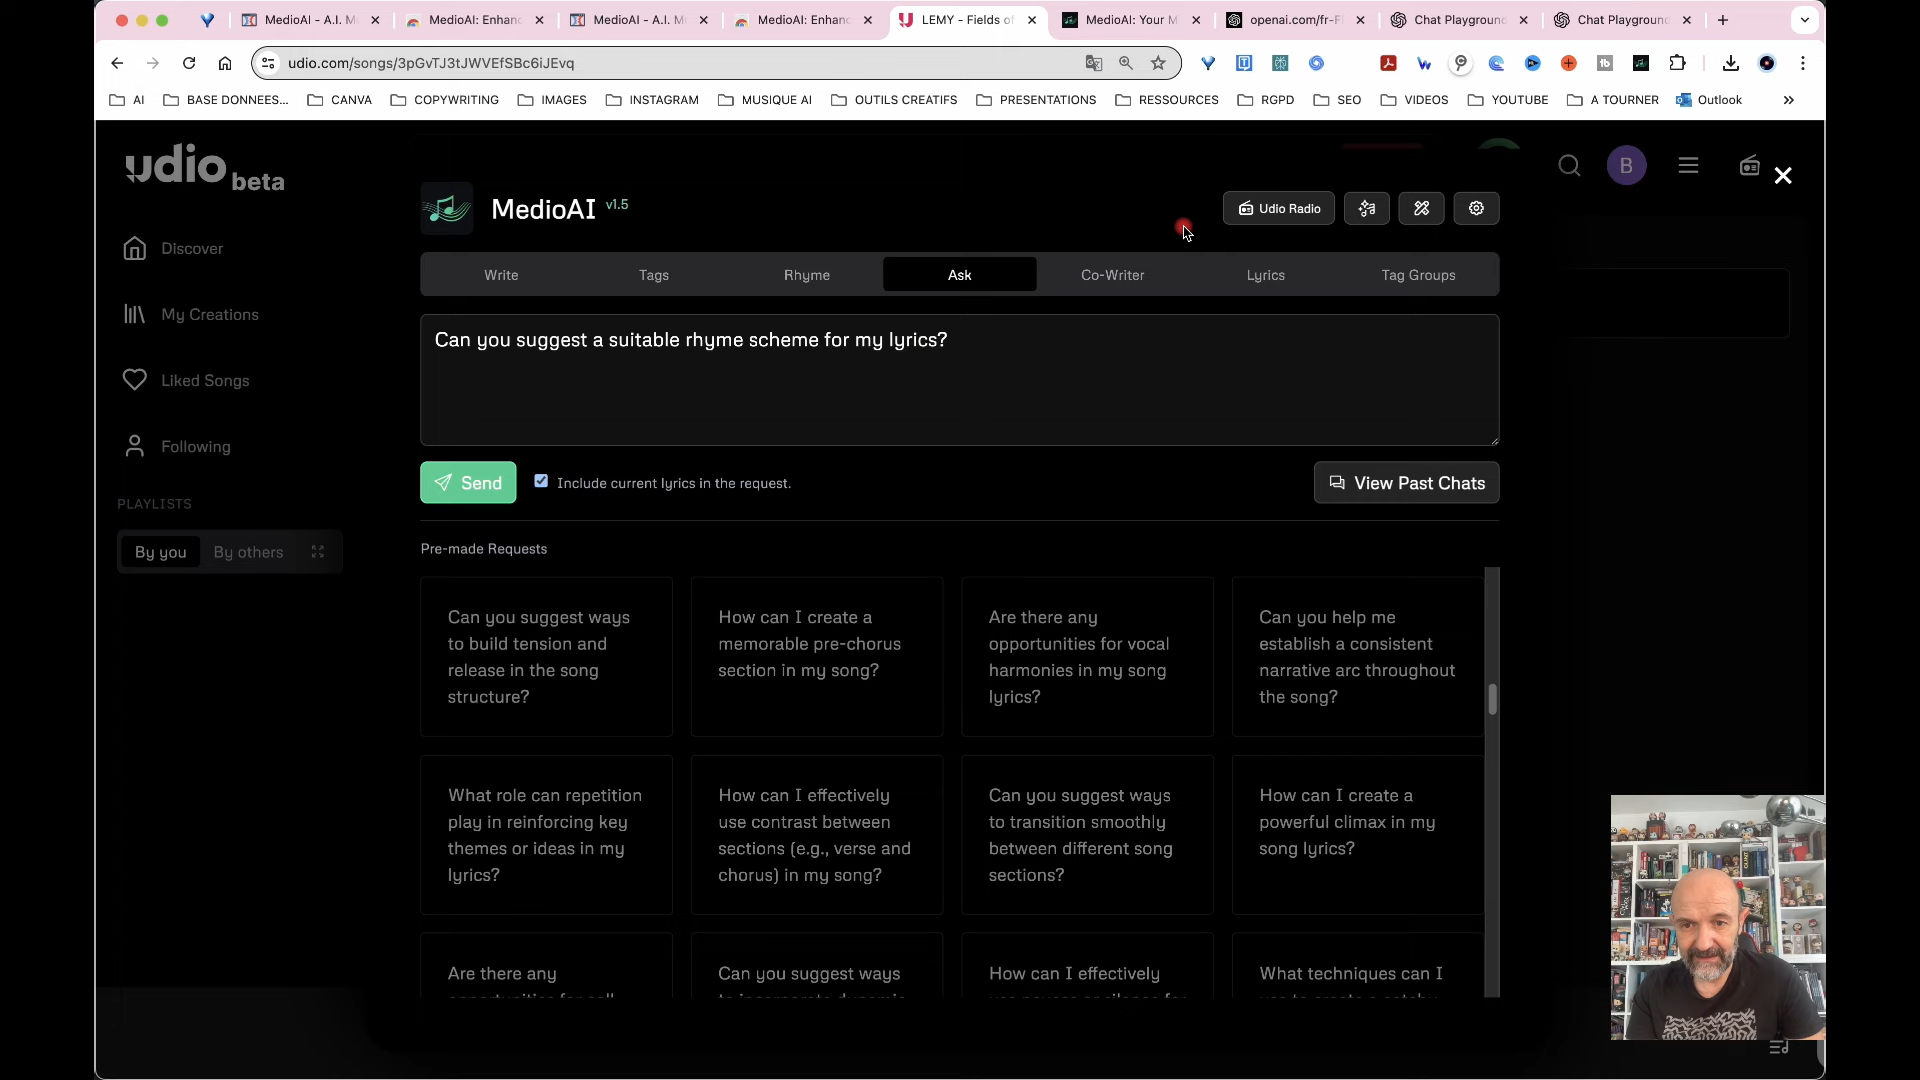 MedioAI - A.I. M
MedioAI: Enhan
MedioAI - A.I. M
MedioAI: Enhan
LEMY - Fields of
MedioAI: Your M
openai.com/fr-F
Chat Playground
Chat Playground
udio.com/songs/3pGvTJ3tJWVEfSBc6iJEvq
AI
BASE DONNEES...
CANVA
COPYWRITING
IMAGES
INSTAGRAM
MUSIQUE AI
OUTILS CREATIFS
PRESENTATIONS
RESSOURCES
RGPD
SEO
VIDEOS
YOUTUBE
A TOURNER
Outlook
udio beta
B
Discover
My Creations
Liked Songs
Following
PLAYLISTS
By you
By others
MedioAI v1.5
Udio Radio
Write
Tags
Rhyme
Ask
Co-Writer
Lyrics
Tag Groups
Can you suggest a suitable rhyme scheme for my lyrics?
Send
Include current lyrics in the request.
View Past Chats
Pre-made Requests
Can you suggest ways
to build tension and
release in the song
structure?
How can I create a
memorable pre-chorus
section in my song?
Are there any
opportunities for vocal
harmonies in my song
lyrics?
Can you help me
establish a consistent
narrative arc throughout
the song?
What role can repetition
play in reinforcing key
themes or ideas in my
lyrics?
How can I effectively
use contrast between
sections (e.g., verse and
chorus) in my song?
Can you suggest ways
to transition smoothly
between different song
sections?
How can I create a
powerful climax in my
song lyrics?
Are there any
Can you suggest ways
How can I effectively
What techniques can I